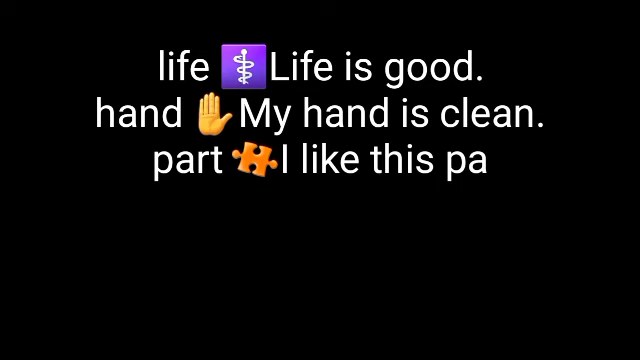 life ⚕️Life is good.
hand ✋My hand is clean.
part 🧩I like this pa